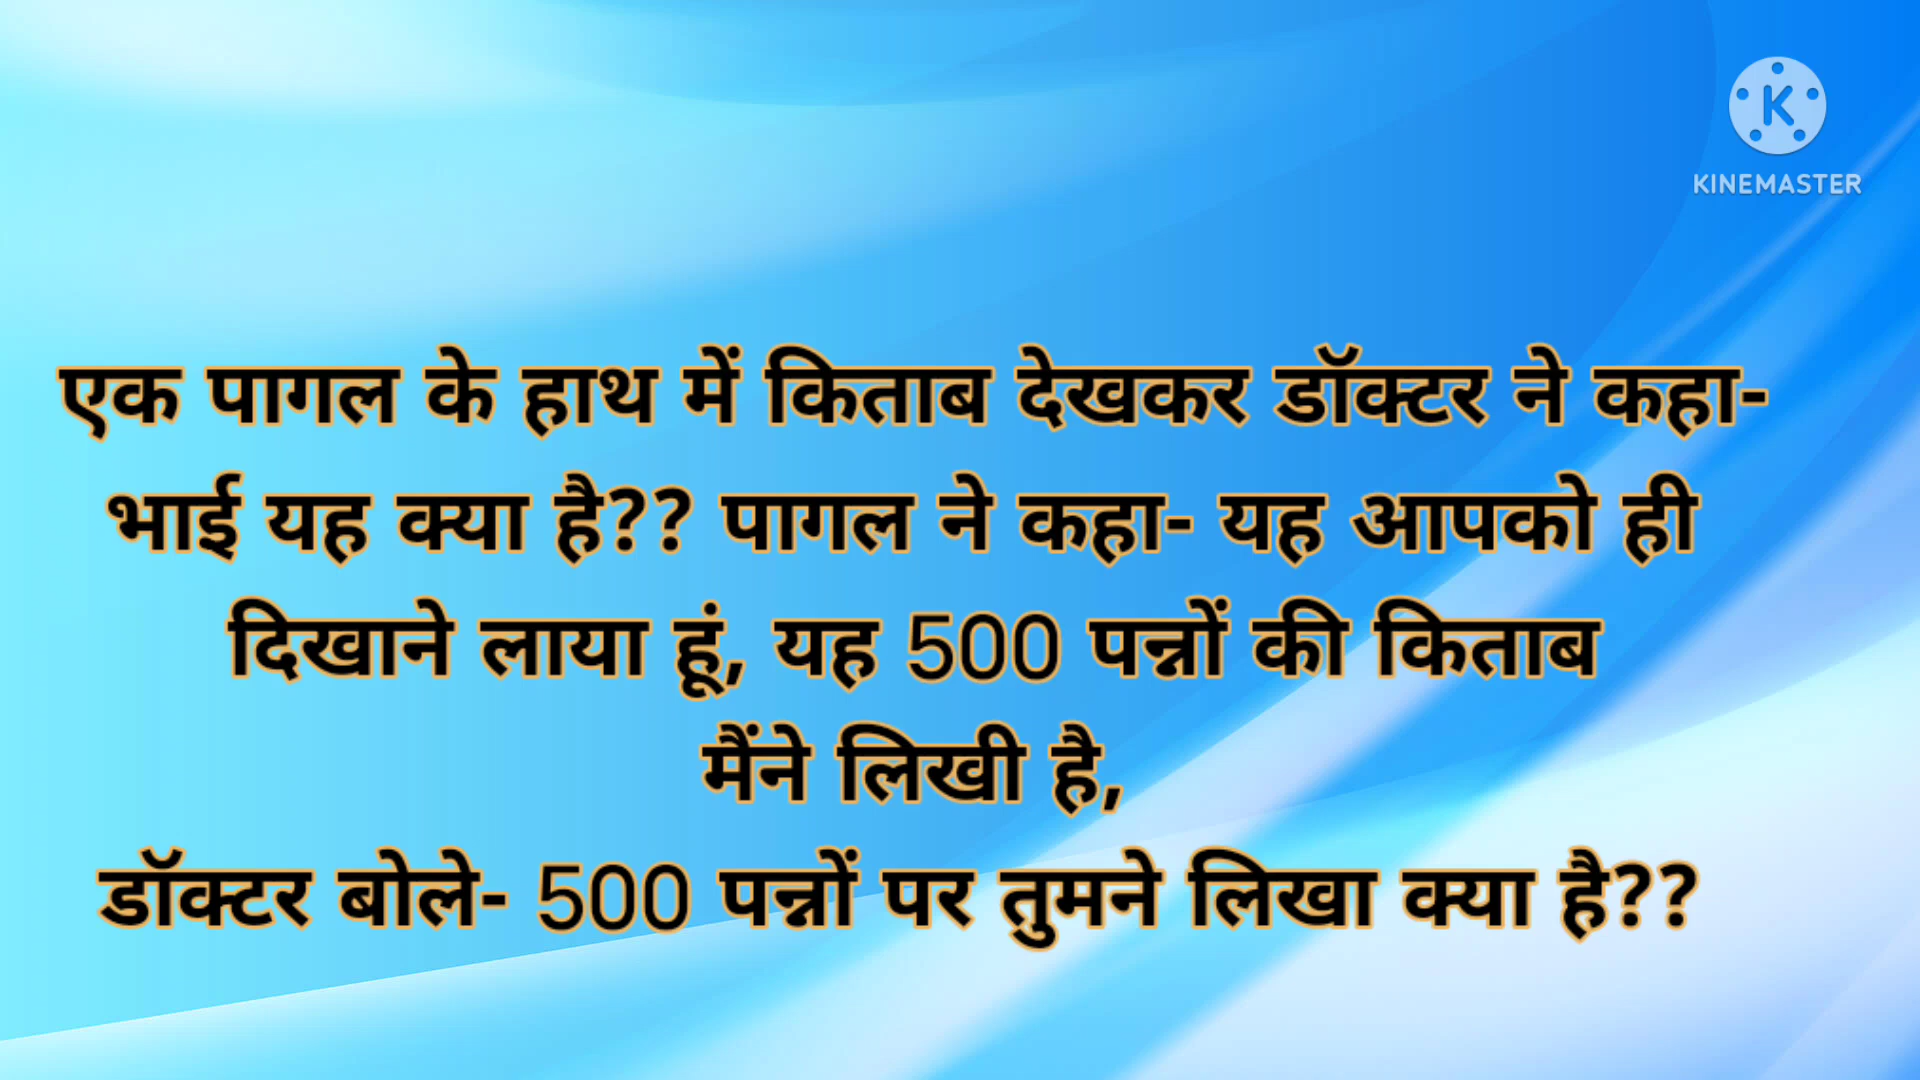 KINEMASTER
एक पागल के हाथ में किताब देखकर डॉक्टर ने कहा-
भाई यह क्या है?? पागल ने कहा- यह आपको ही
दिखाने लाया हूं, यह 500 पन्नों की किताब
मैंने लिखी है,
डॉक्टर बोले- 500 पन्नों पर तुमने लिखा क्या है??